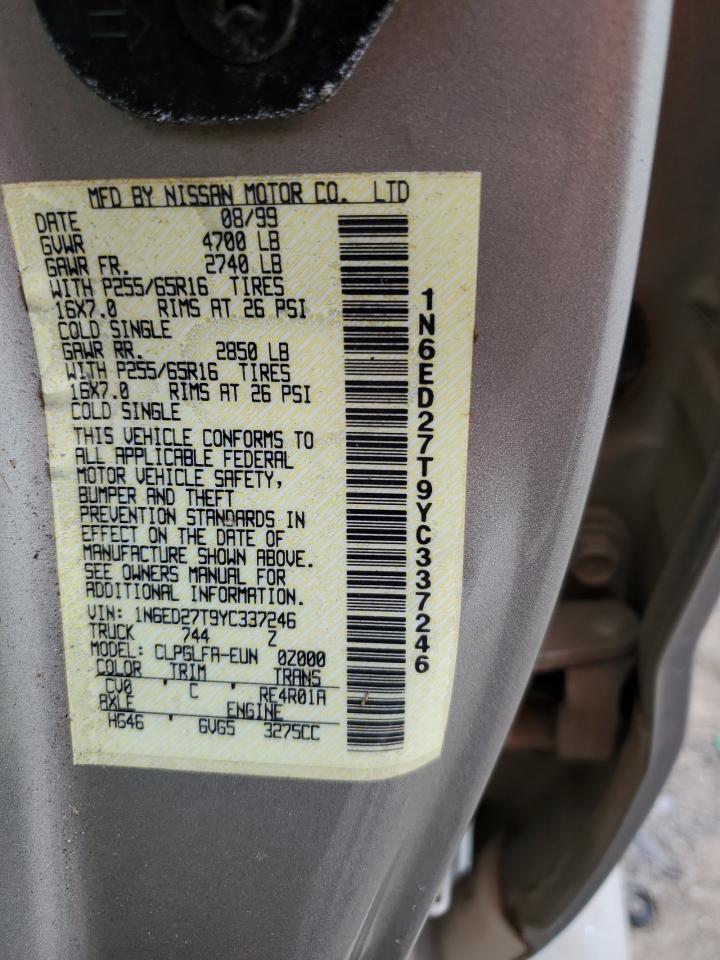 MFD BY NISSAN MOTOR CO. LTD
DATE 08/99
GVWR 4700 LB
GAWR FR. 2740 LB
WITH P255/65R16 TIRES
16X7.0 RIMS AT 26 PSI
COLD SINGLE
GAWR RR. 2850 LB
WITH P255/65R16 TIRES
16X7.0 RIMS AT 26 PSI
COLD SINGLE
THIS VEHICLE CONFORMS TO
ALL APPLICABLE FEDERAL
MOTOR VEHICLE SAFETY,
BUMPER AND THEFT
PREVENTION STANDARDS IN
EFFECT ON THE DATE OF
MANUFACTURE SHOWN ABOVE.
SEE OWNERS MANUAL FOR
ADDITIONAL INFORMATION.
VIN: 1N6ED27T9YC337246
TRUCK 744 Z
MODEL: CLPGLFA-EUN 0Z000
COLOR TRIM TRANS
CV0 C RE4R01A
AXLE ENGINE
HG46 6VG5 3275CC
1N6ED27T9YC337246